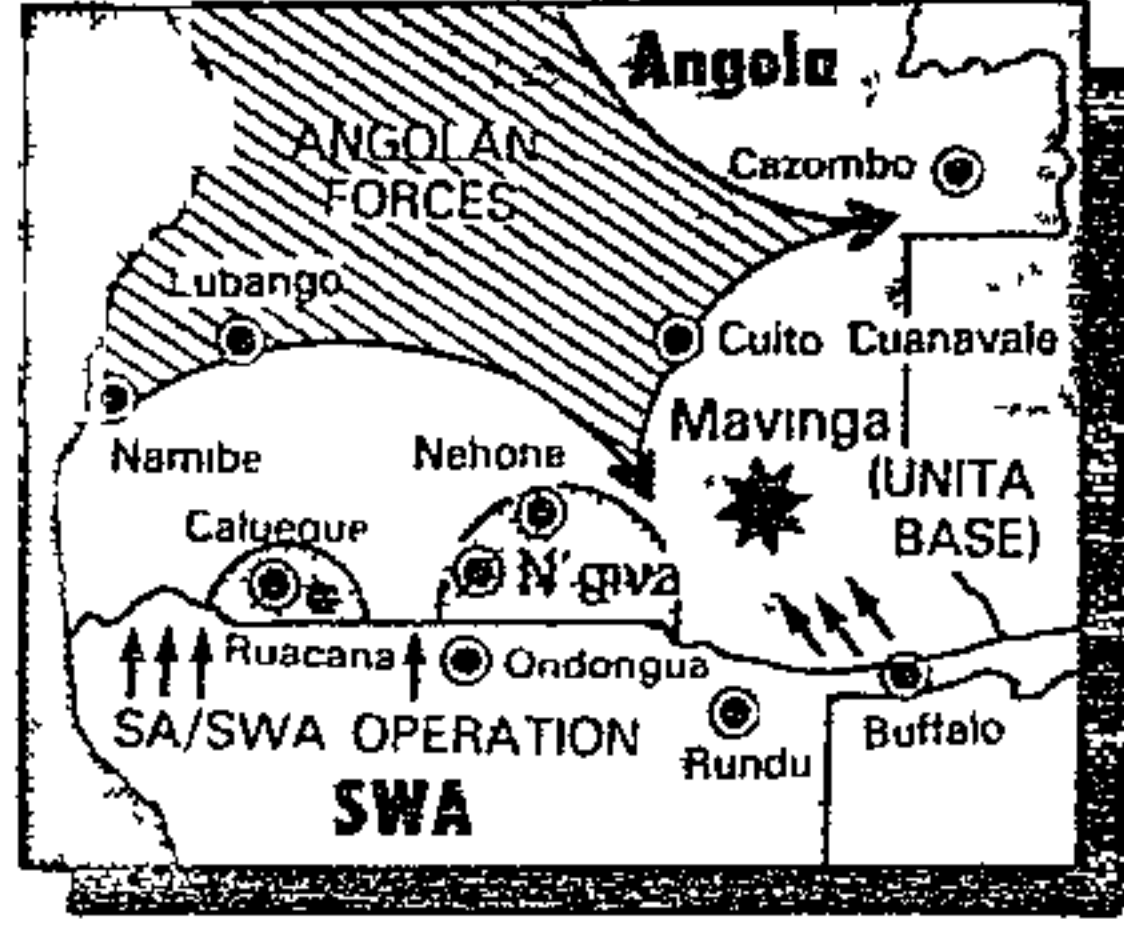 Angola
ANGOLAN
FORCES
Cazombo
Lubango
Cuito Cuanavale
Mavinga
(UNITA
BASE)
Namibe
Nehone
Calueque
N'giva
Ruacana
Ondongua
SA/SWA OPERATION
Rundu
Buffalo
SWA